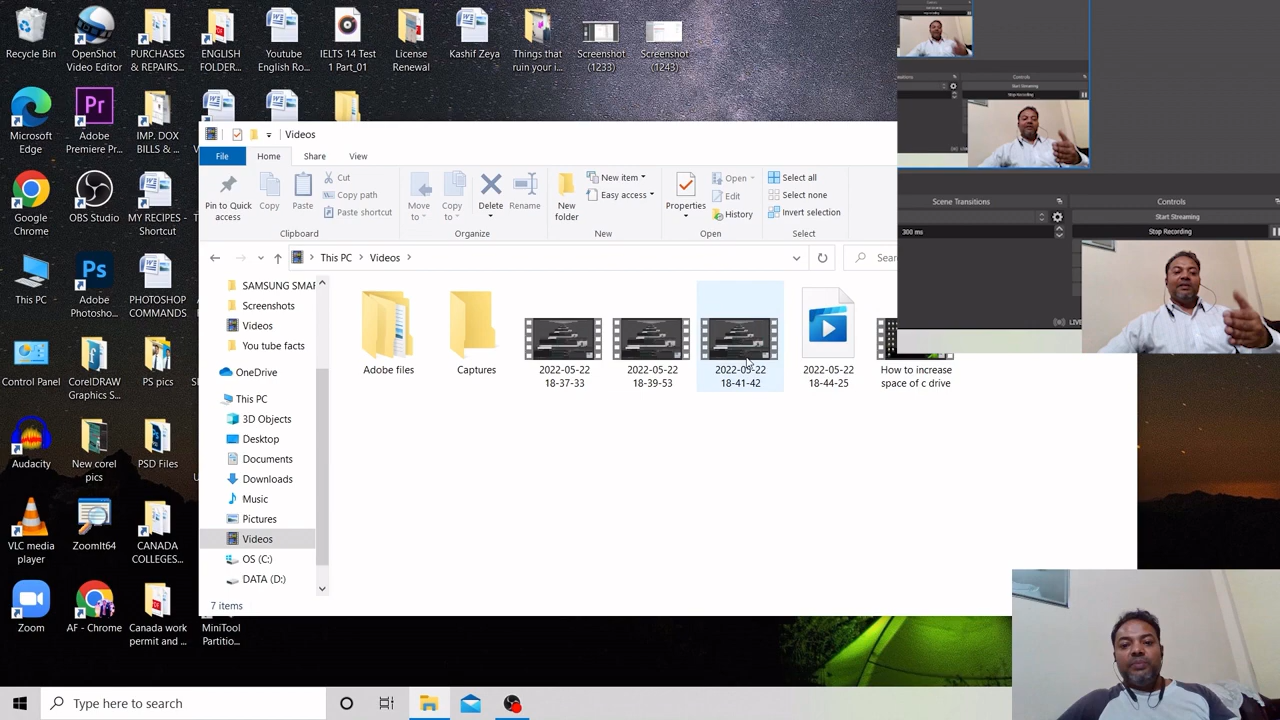 Recycle Bin
OpenShot
Video Editor
PURCHASES
& REPAIRS...
ENGLISH
FOLDER...
Youtube
English Ro...
IELTS 14 Test
1 Part_01
License
Renewal
Kashif Zeya
Things that
ruin your i...
Screenshot
(1233)
Screenshot
(1243)
Microsoft
Edge
Adobe
Premiere Pr...
IMP. DOX
BILLS & ...
Google
Chrome
OBS Studio
MY RECIPES -
Shortcut
This PC
Adobe
Photosho...
PHOTOSHOP
COMMANDS
Control Panel
CorelDRAW
Graphics S...
PS pics
Audacity
New corel
pics
PSD Files
VLC media
player
ZoomIt64
CANADA
COLLEGES...
Zoom
AF - Chrome
Canada work
permit and ...
MiniTool
Partitio...
Videos
File
Home
Share
View
Pin to Quick
access
Copy
Paste
Cut
Copy path
Paste shortcut
Clipboard
Move
to
Copy
to
Delete
Rename
Organize
New
folder
New item
Easy access
New
Properties
Open
Edit
History
Open
Select all
Select none
Invert selection
Select
This PC > Videos >
Sear
SAMSUNG SMAR
Screenshots
Videos
You tube facts
OneDrive
This PC
3D Objects
Desktop
Documents
Downloads
Music
Pictures
Videos
OS (C:)
DATA (D:)
Adobe files
Captures
2022-05-22
18-37-33
2022-05-22
18-39-53
2022-05-22
18-41-42
2022-05-22
18-44-25
How to increase
space of c drive
7 items
Controls
Start Streaming
Stop Recording
Scene Transitions
300 ms
Controls
Start Streaming
Stop Recording
LIVE
Type here to search